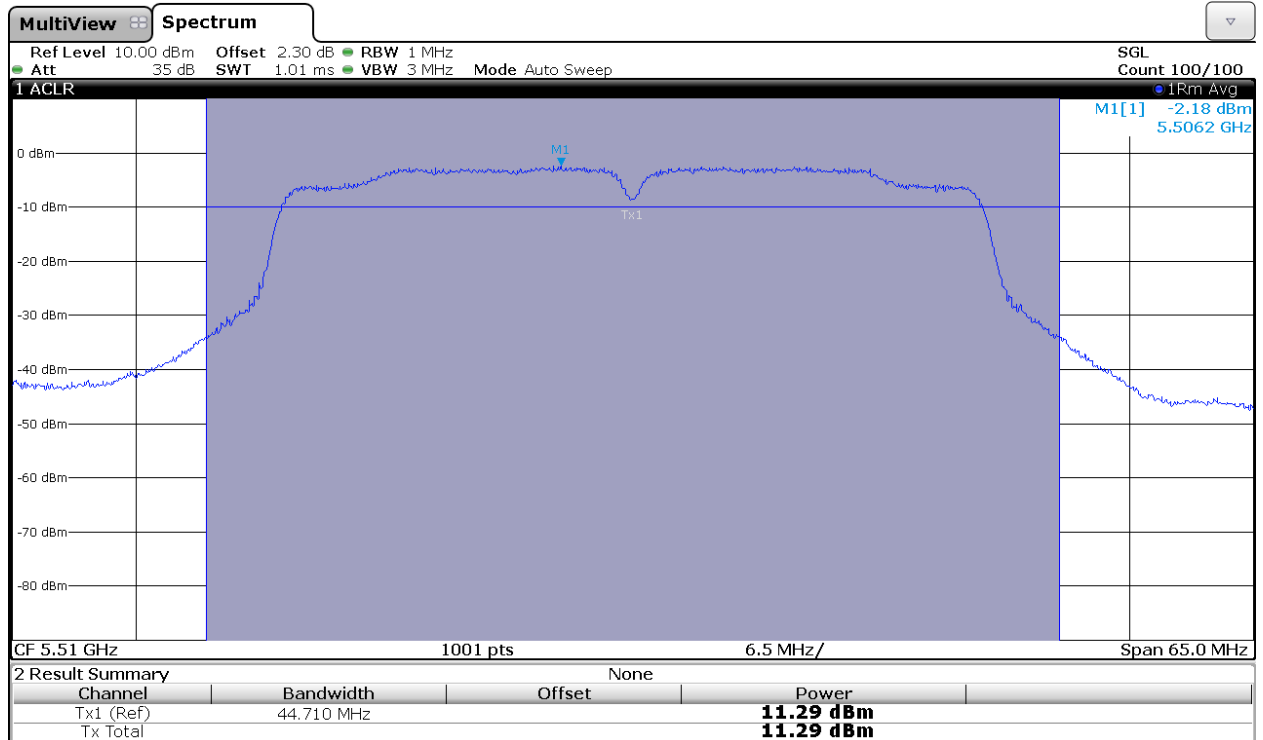 MultiView Spectrum
Ref Level 10.00 dBm Offset 2.30 dB RBW 1 MHz SGL
Att 35 dB SWT 1.01 ms VBW 3 MHz Mode Auto Sweep Count 100/100
1 ACLR 1Rm Avg
M1[1] -2.18 dBm
5.5062 GHz
M1
0 dBm
-10 dBm
Tx1
-20 dBm
-30 dBm
-40 dBm
-50 dBm
-60 dBm
-70 dBm
-80 dBm
CF 5.51 GHz 1001 pts 6.5 MHz/ Span 65.0 MHz
2 Result Summary None
Channel Bandwidth Offset Power
Tx1 (Ref) 44.710 MHz 11.29 dBm
Tx Total 11.29 dBm